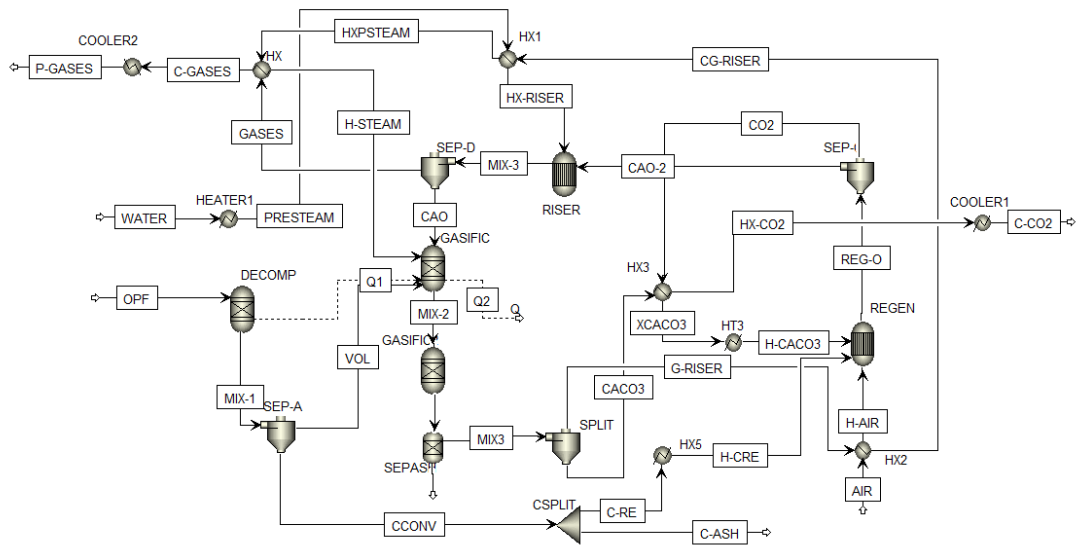 COOLER2
P-GASES
C-GASES
HX
HXPSTEAM
HX1
CG-RISER
HX-RISER
GASES
H-STEAM
CO2
SEP-D
MIX-3
CAO-2
SEP-
RISER
HEATER1
WATER
PRESTEAM
CAO
HX-CO2
COOLER1
C-CO2
GASIFIC
REG-O
DECOMP
HX3
OPF
Q1
Q2
Q
MIX-2
XCACO3
HT3
H-CACO3
REGEN
GASIFIC
VOL
G-RISER
CACO3
MIX-1
SEP-A
MIX3
SPLIT
H-AIR
HX5
H-CRE
HX2
SEPAS
AIR
CSPLIT
C-RE
CCONV
C-ASH